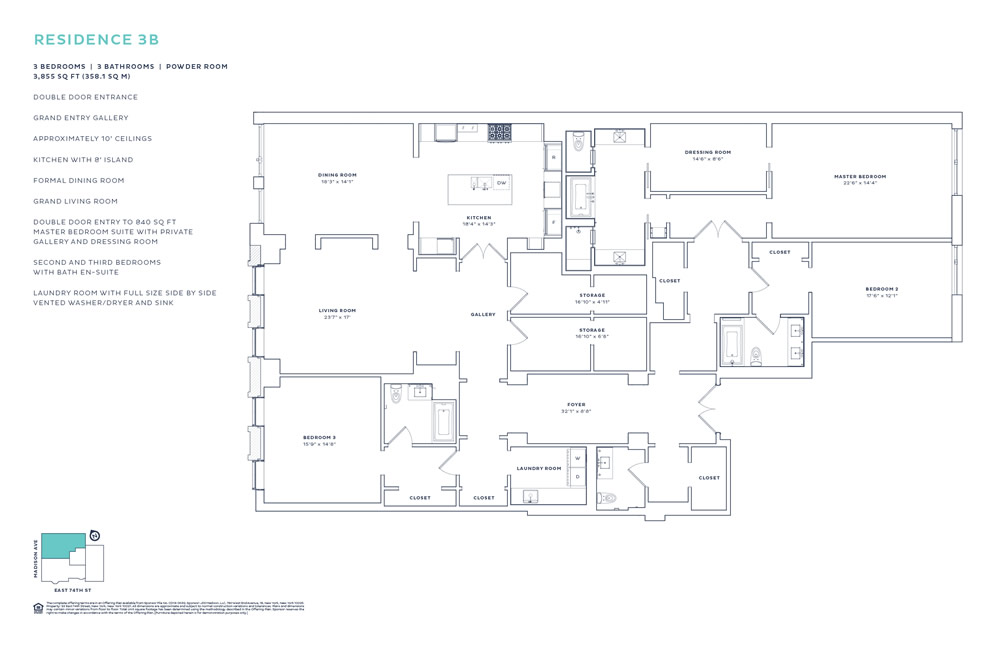 RESIDENCE 3B
3 BEDROOMS | 3 BATHROOMS | POWDER ROOM
3,855 SQ FT (358.1 SQ M)
DOUBLE DOOR ENTRANCE
GRAND ENTRY GALLERY
APPROXIMATELY 10' CEILINGS
KITCHEN WITH 8' ISLAND
FORMAL DINING ROOM
GRAND LIVING ROOM
DOUBLE DOOR ENTRY TO 840 SQ FT
MASTER BEDROOM SUITE WITH PRIVATE
GALLERY AND DRESSING ROOM
SECOND AND THIRD BEDROOMS
WITH BATH EN-SUITE
LAUNDRY ROOM WITH FULL SIZE SIDE BY SIDE
VENTED WASHER/DRYER AND SINK
DINING ROOM
18'3" x 14'1"
KITCHEN
18'4" x 14'3"
DW
R
F
DRESSING ROOM
14'6" x 8'6"
MASTER BEDROOM
22'6" x 14'4"
CLOSET
CLOSET
BEDROOM 2
17'6" x 12'1"
LIVING ROOM
23'7" x 17'
GALLERY
STORAGE
16'10" x 4'11"
STORAGE
16'10" x 6'8"
FOYER
BEDROOM 3
15'9" x 14'8"
LAUNDRY ROOM
W
D
CLOSET
CLOSET
CLOSET
MADISON AVE
EAST 74TH ST